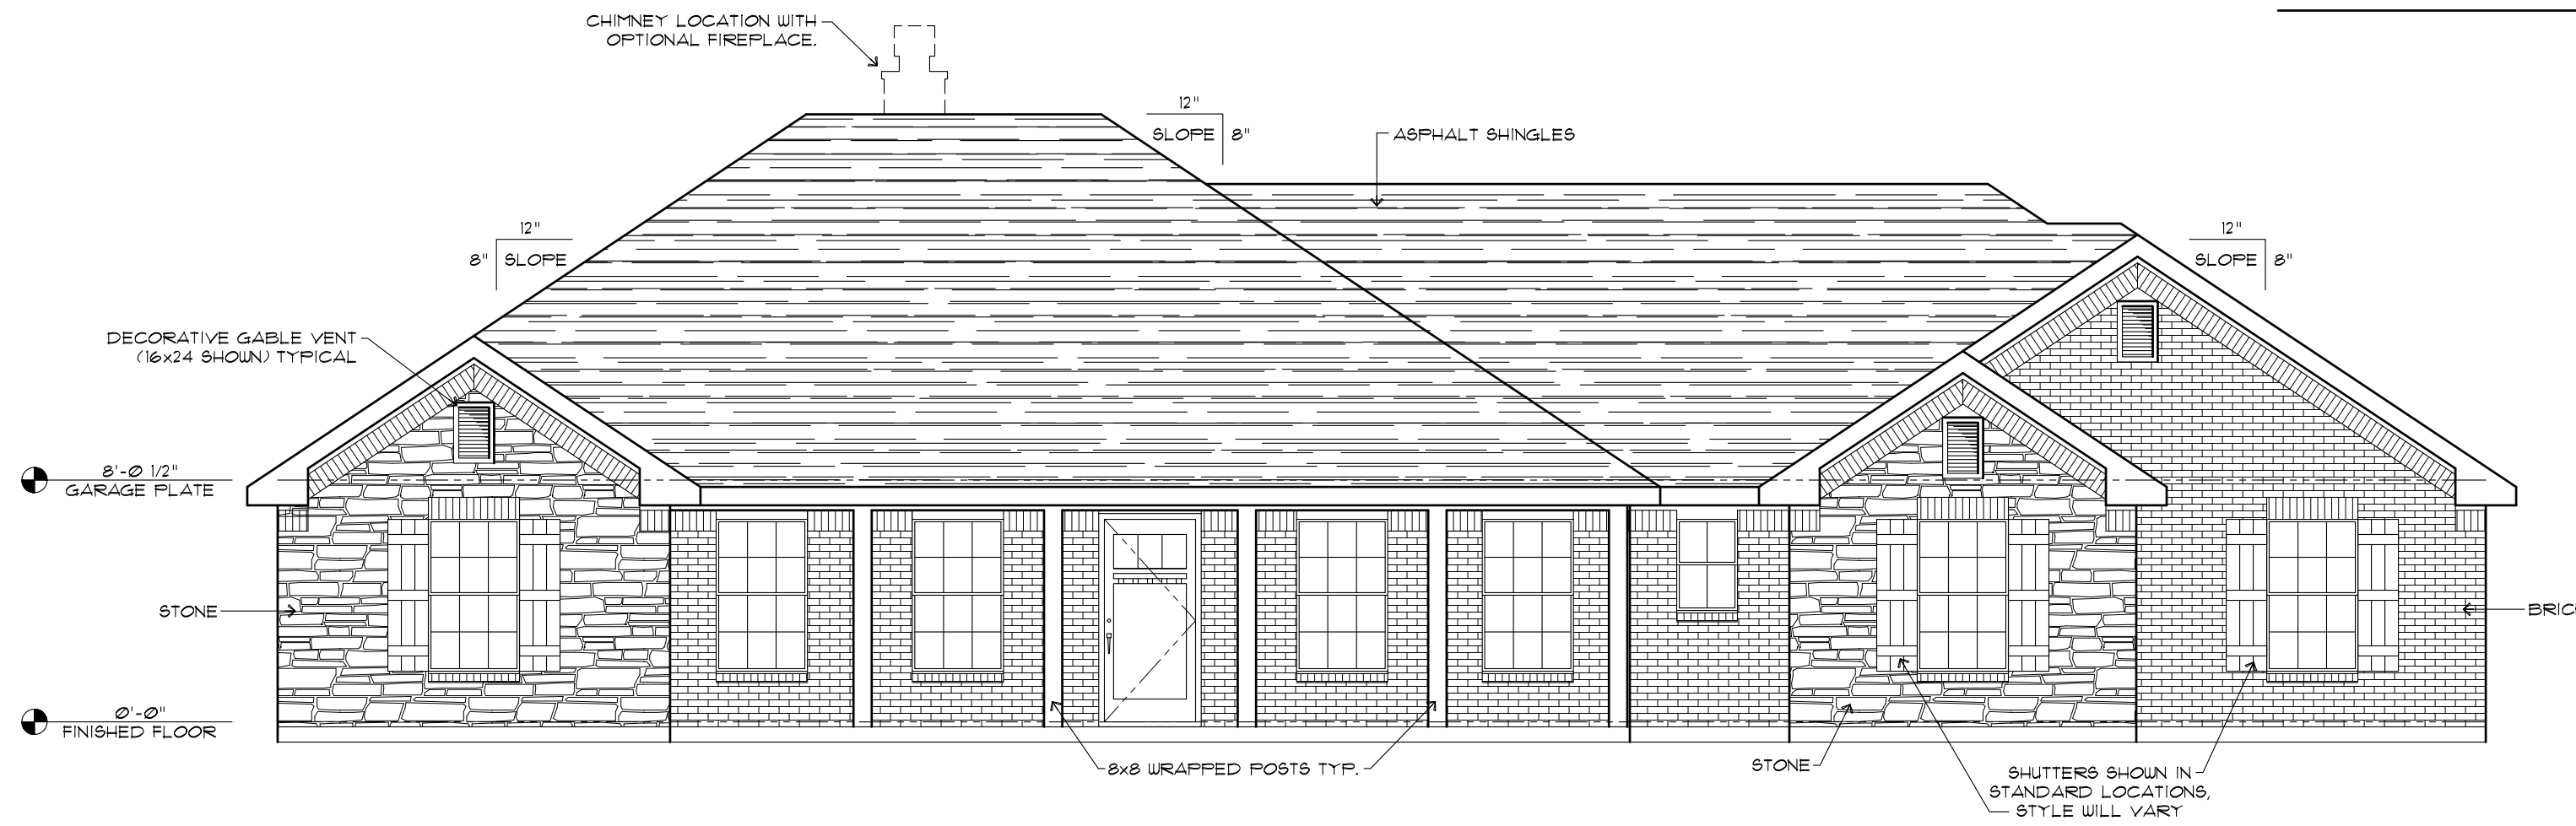 CHIMNEY LOCATION WITH
OPTIONAL FIREPLACE.
12"
SLOPE 8"
ASPHALT SHINGLES
12"
8" SLOPE
12"
SLOPE 8"
DECORATIVE GABLE VENT
(16x24 SHOWN) TYPICAL
8'-0 1/2"
GARAGE PLATE
STONE
BRIC
0'-0"
FINISHED FLOOR
8x8 WRAPPED POSTS TYP.
STONE
SHUTTERS SHOWN IN
STANDARD LOCATIONS,
STYLE WILL VARY